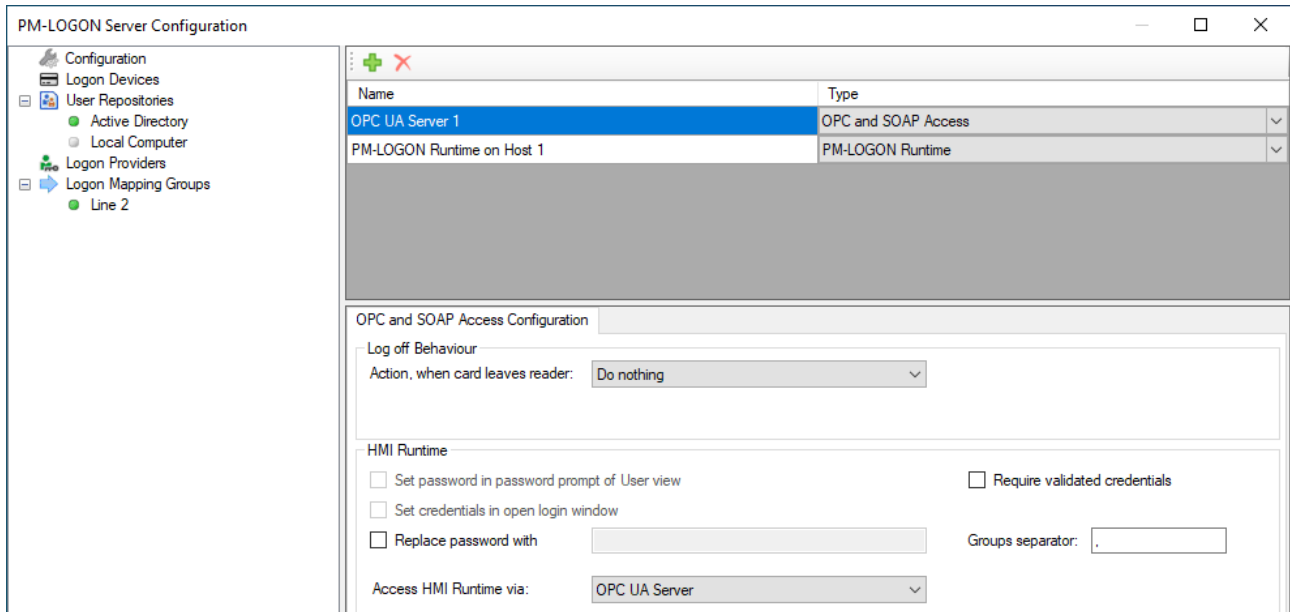 PM-LOGON Server Configuration
Configuration
Logon Devices
User Repositories
Active Directory
Local Computer
Logon Providers
Logon Mapping Groups
Line 2
Name Type
OPC UA Server 1 OPC and SOAP Access
PM-LOGON Runtime on Host 1 PM-LOGON Runtime
OPC and SOAP Access Configuration
Log off Behaviour
Action, when card leaves reader: Do nothing
HMI Runtime
Set password in password prompt of User view Require validated credentials
Set credentials in open login window
Replace password with Groups separator: ,
Access HMI Runtime via: OPC UA Server